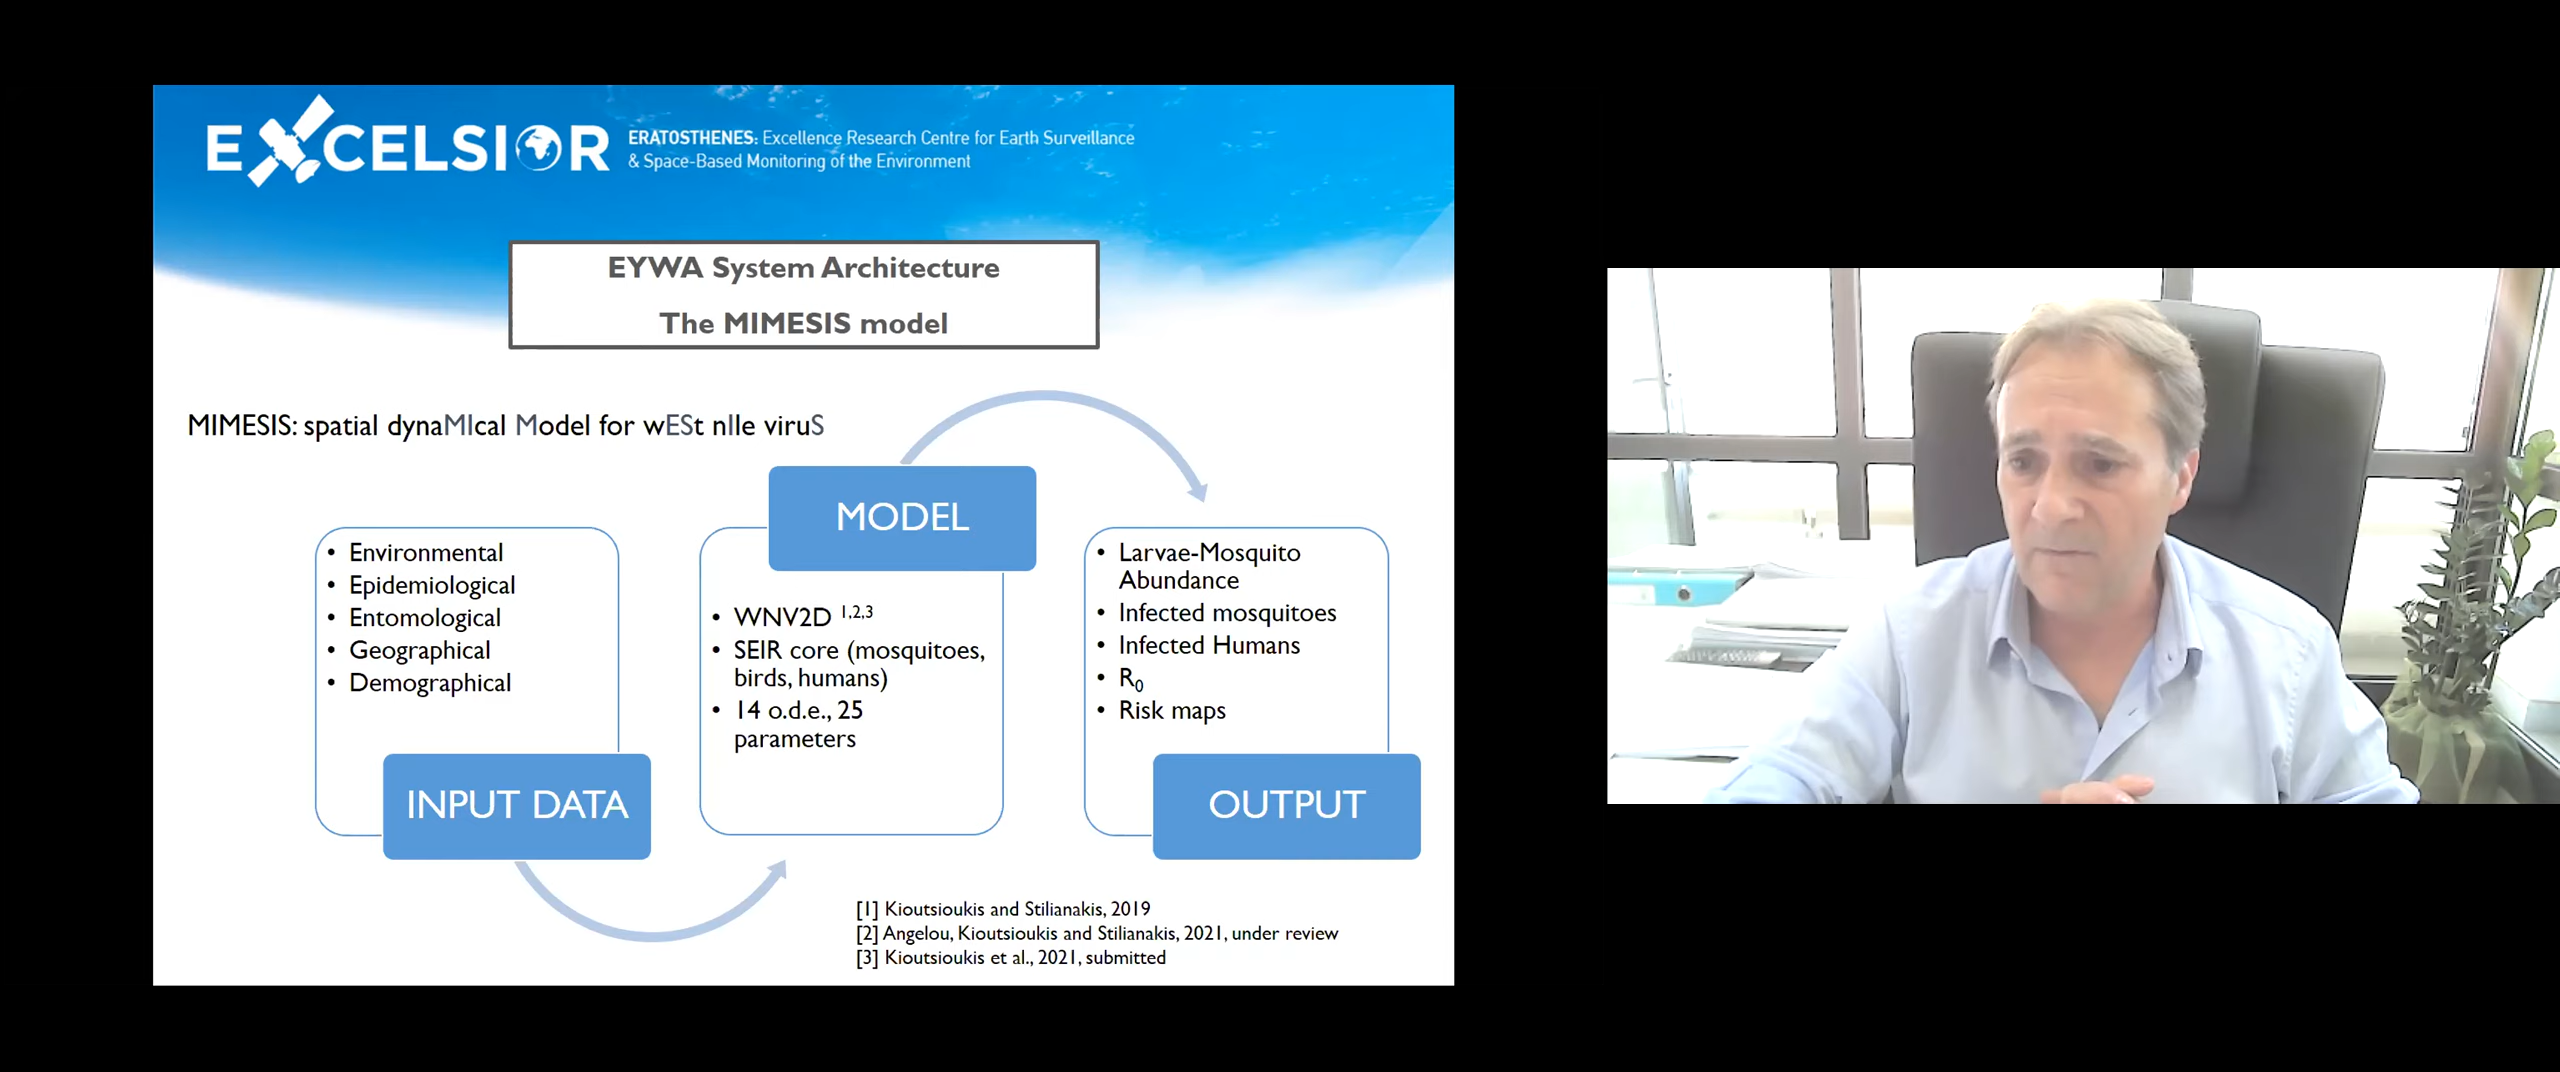 EXCELSIOR
ERATOSTHENES: Excellence Research Centre for Earth Surveillance
& Space-Based Monitoring of the Environment
EYWA System Architecture
The MIMESIS model
MIMESIS: spatial dynaMIcal Model for wESt nIle viruS
• Environmental
• Epidemiological
• Entomological
• Geographical
• Demographical
INPUT DATA
MODEL
• WNV2D 1,2,3
• SEIR core (mosquitoes,
birds, humans)
• 14 o.d.e., 25
parameters
• Larvae-Mosquito
Abundance
• Infected mosquitoes
• Infected Humans
• R0
• Risk maps
OUTPUT
[1] Kioutsioukis and Stilianakis, 2019
[2] Angelou, Kioutsioukis and Stilianakis, 2021, under review
[3] Kioutsioukis et al., 2021, submitted